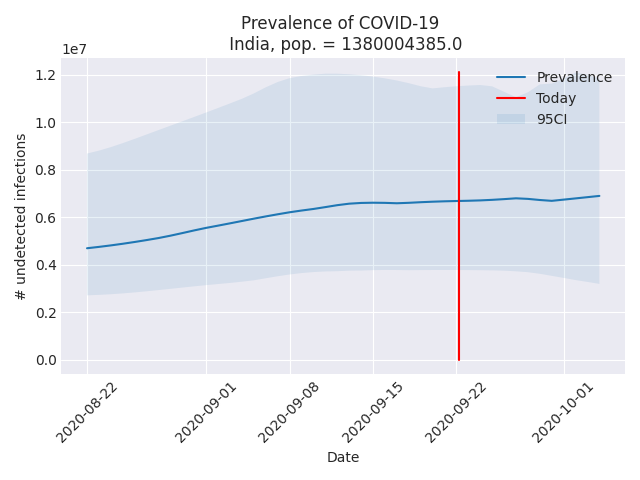 Prevalence of COVID-19
India, pop. = 1380004385.0
1e7
1.2
1.0
0.8
0.6
0.4
0.2
0.0
# undetected infections
Prevalence
Today
95CI
2020-08-22
2020-09-01
2020-09-08
2020-09-15
2020-09-22
2020-10-01
Date